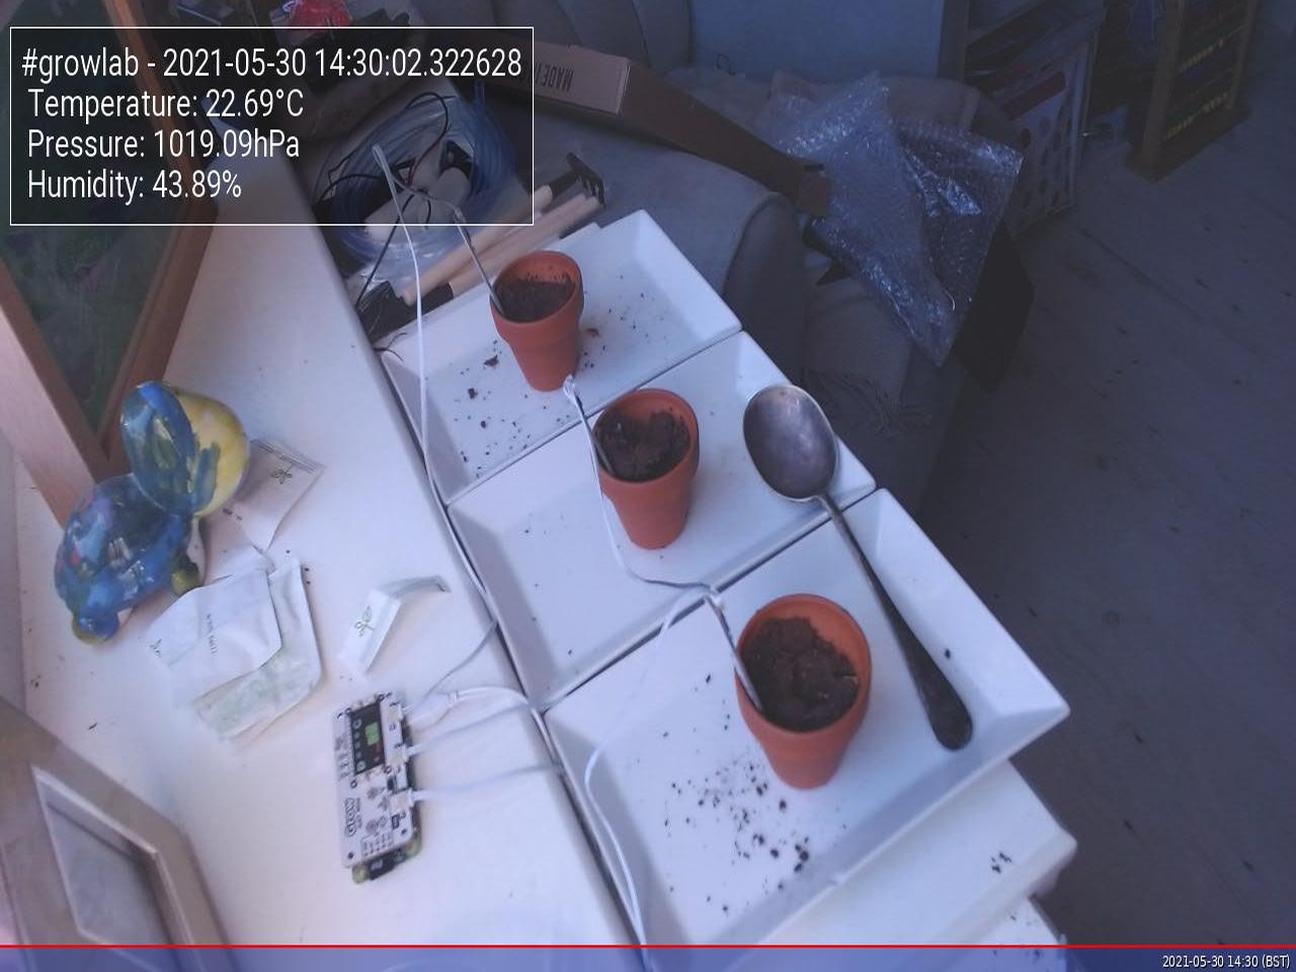 #growlab - 2021-05-30 14:30:02.322628
Temperature: 22.69°C
Pressure: 1019.09hPa
Humidity: 43.89%
2021-05-30 14:30 (BST)